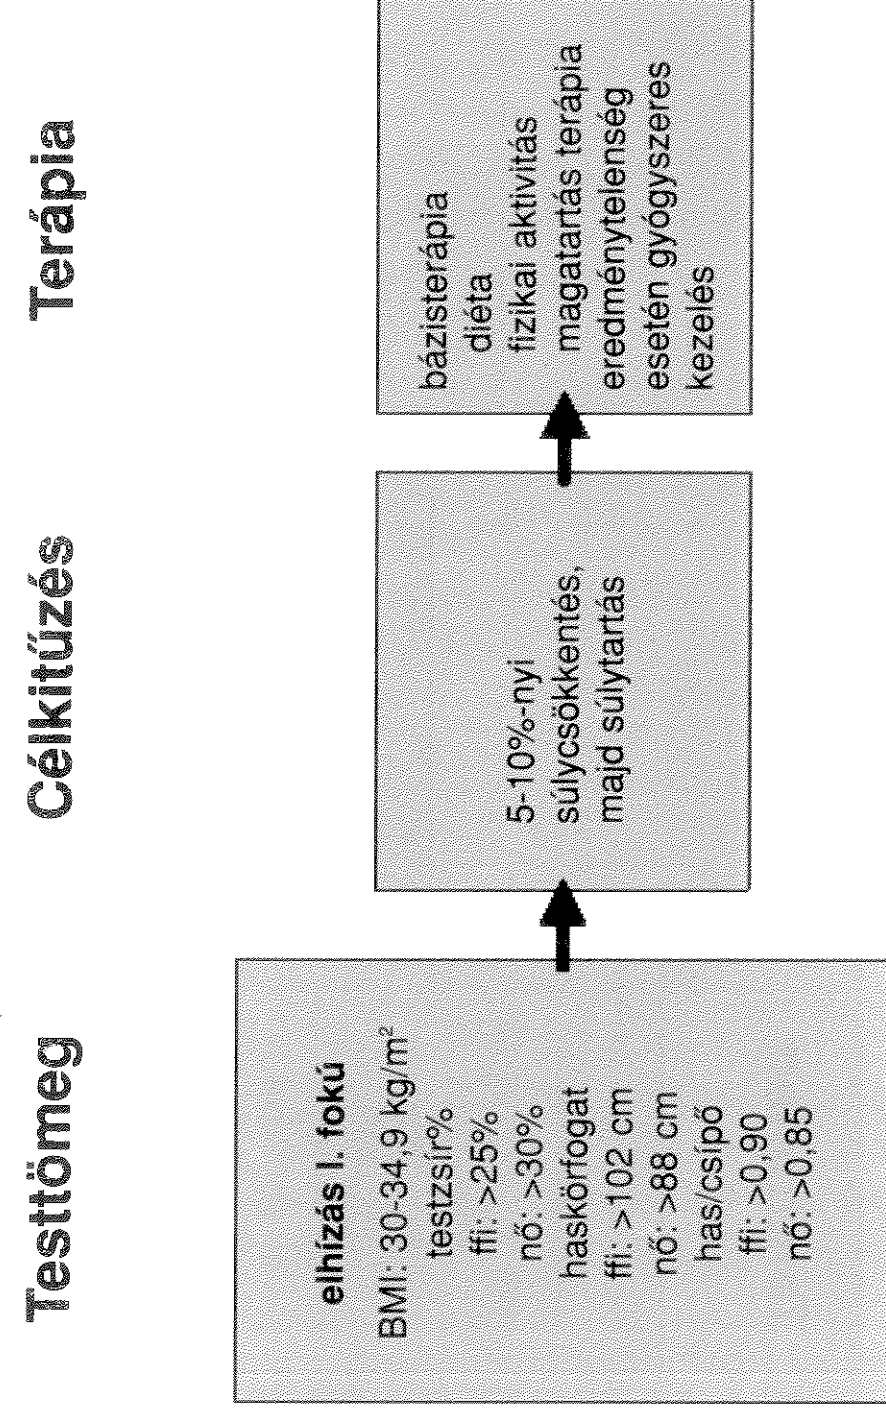 Testtömeg
Célkitűzés
Terápia
elhízás I. fokú
BMI: 30-34,9 kg/m²
testzsír%
ffi: >25%
nő: >30%
haskörfogat
ffi: >102 cm
nő: >88 cm
has/csípő
ffi: >0,90
nő: >0,85
5-10%-nyi
súlycsökkentés,
majd súlytartás
bázisterápia
diéta
fizikai aktivitás
magatartás terápia
eredménytelenség
esetén gyógyszeres
kezelés